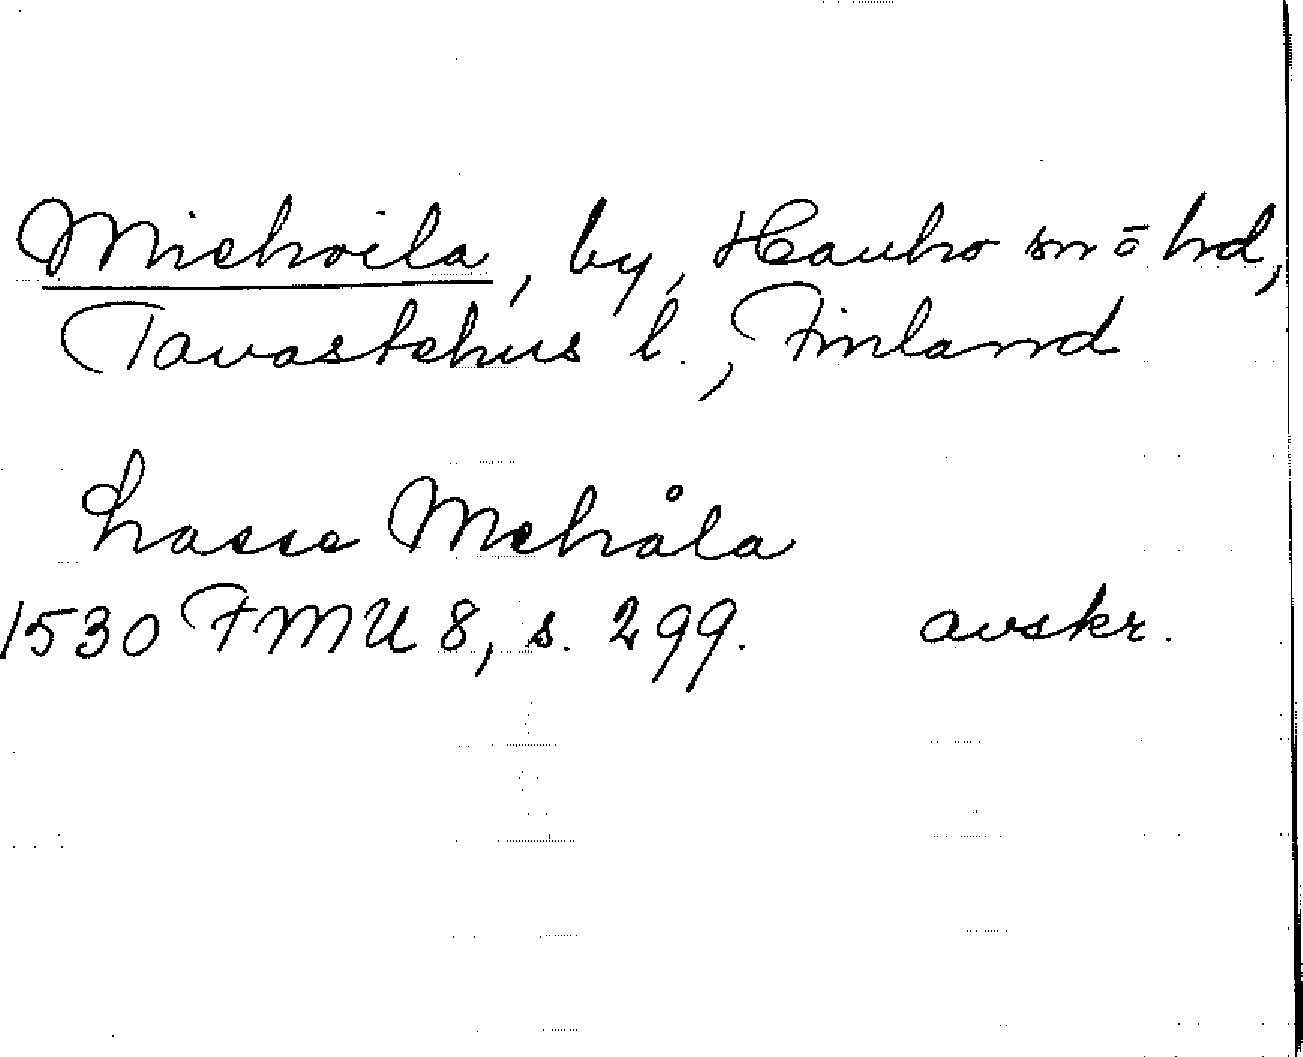 Miehoila, by, Hauho sn o hd,
Tavastehus l., Finland
Lasse Mehåla
1530 FMU 8, s. 299. avskr.